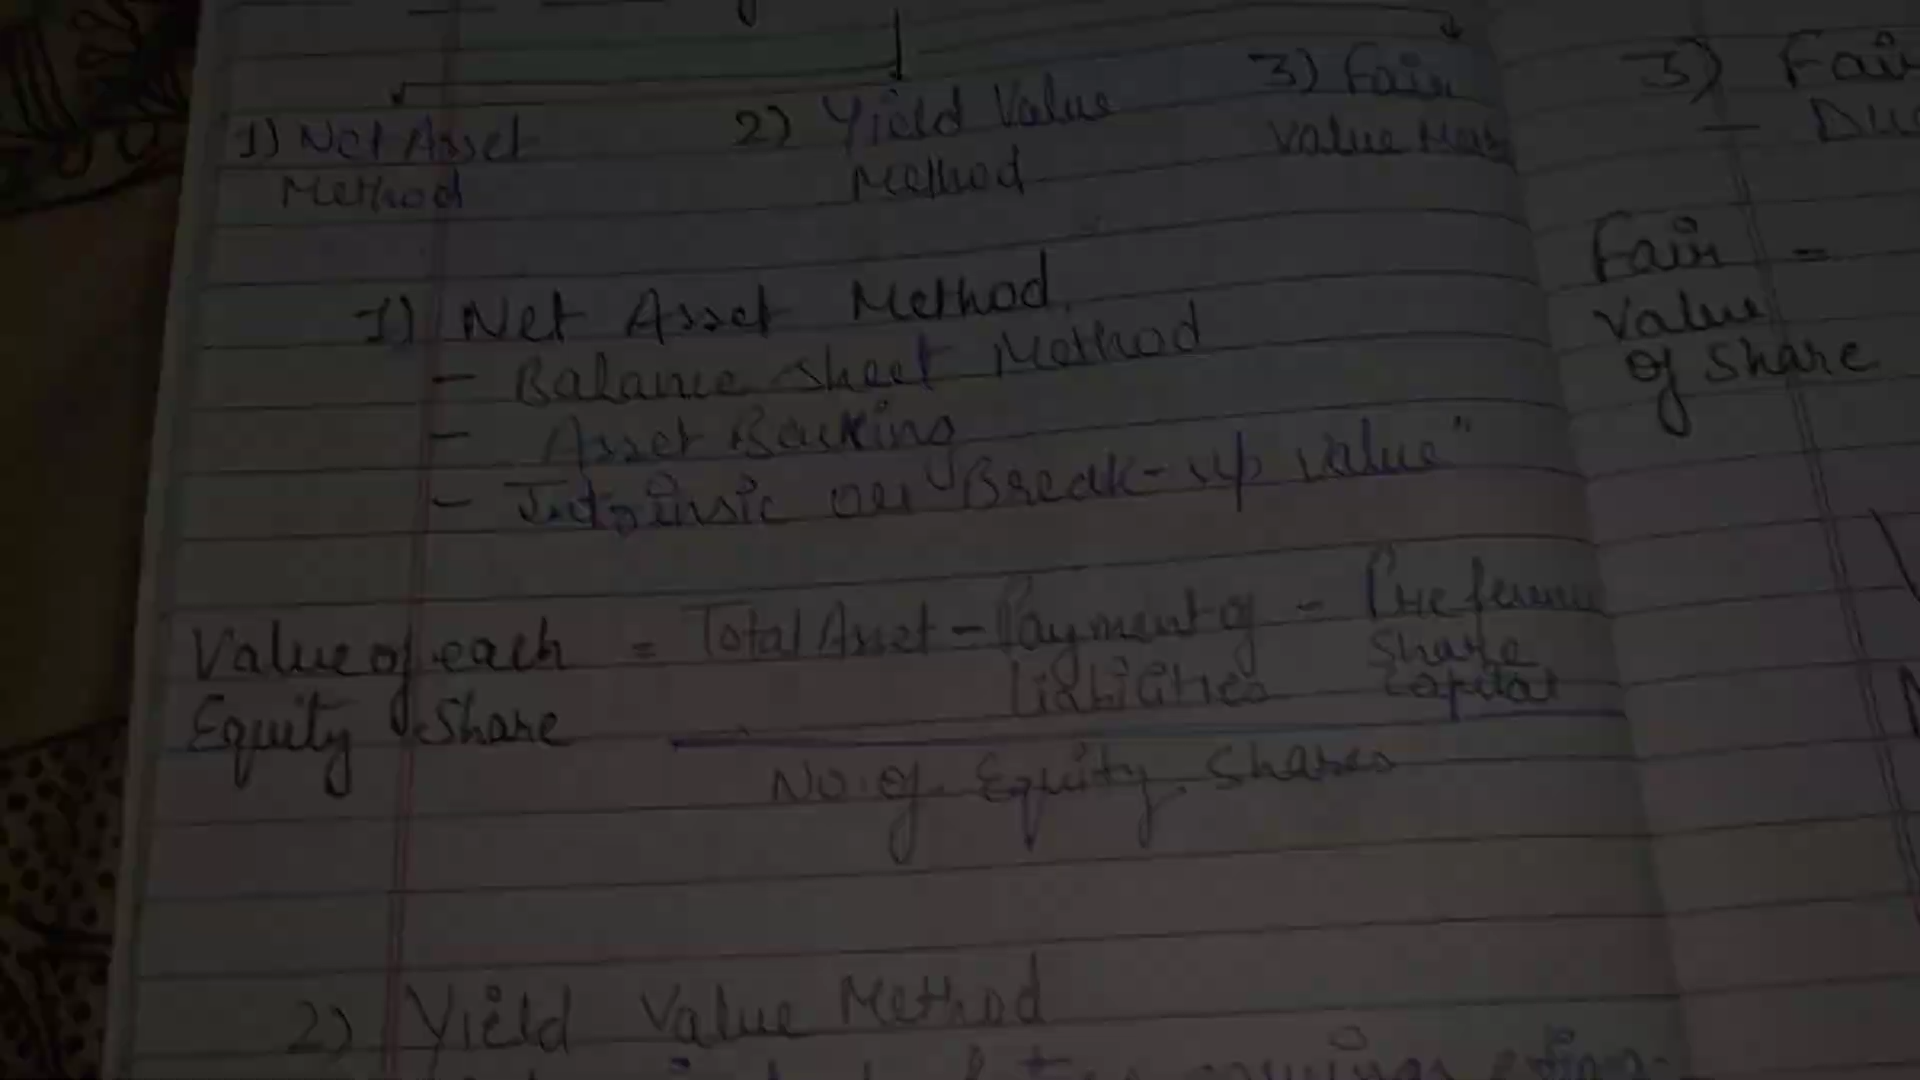 1) Net Asset
Method
2) Yield Value
Method
3) Fair
Value
1) Net Asset Method
- Balance sheet Method
- Asset Backing
- Intrinsic or "Break-up value"
Value of each = Total Asset - Payment of - Preference
Equity Share
Liabilities
Share
Capital
No. of Equity Shares
2) Yield Value Method
3) Fair
Fair =
Value
of Share